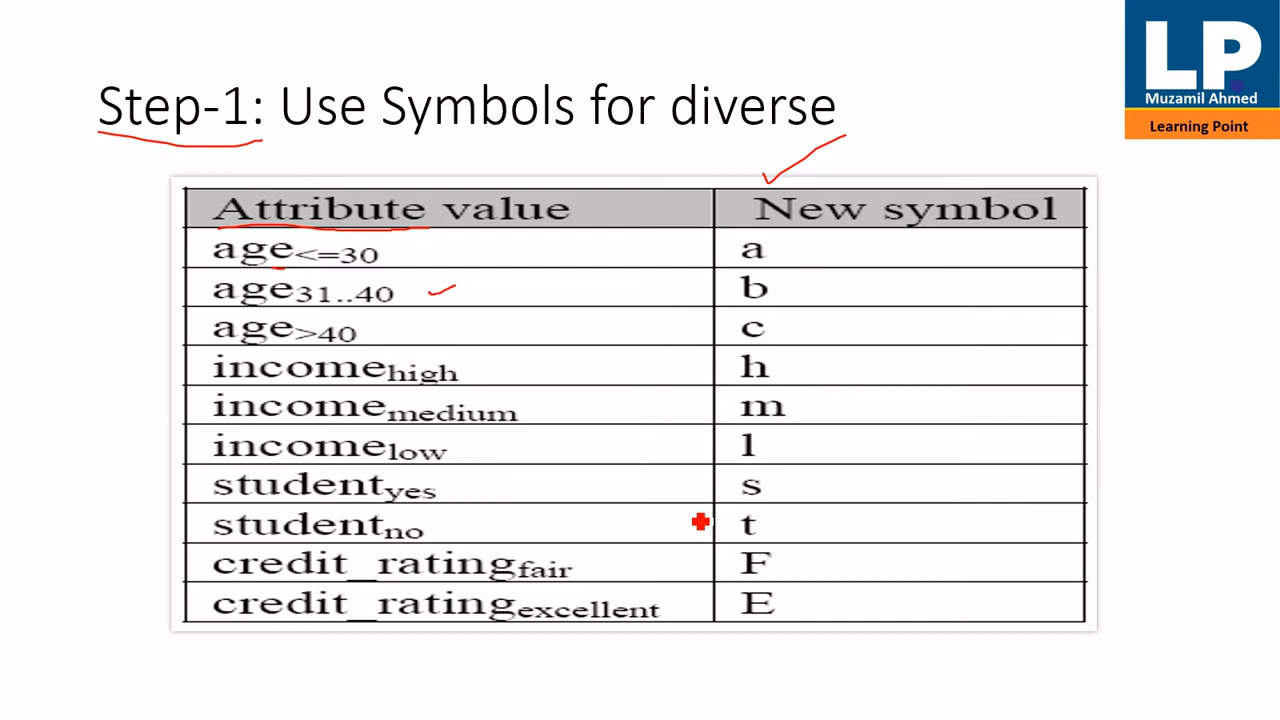 LP
Muzamil Ahmed
Learning Point
Step-1: Use Symbols for diverse
Attribute value New symbol
age<=30 a
age31..40 b
age>40 c
incomehigh h
incomemedium m
incomelow l
studentyes s
studentno t
credit_ratingfair F
credit_ratingexcellent E